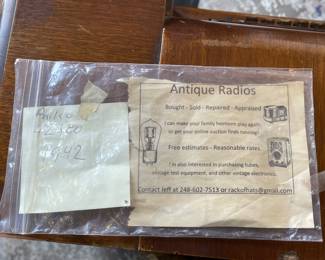 Philco
42
Antique Radios
Bought - Sold - Repaired - Appraised
I can make your family heirloom play again
or get your online auction finds running!
Free estimates - Reasonable rates
I am also interested in purchasing tubes,
vintage test equipment, and other vintage electronics.
Contact Jeff at 248-602-7513 or rackofhats@gmail.com